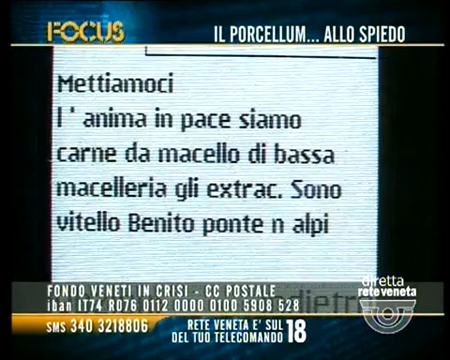 FOCUS
IL PORCELLUM... ALLO SPIEDO
Mettiamoci
l'anima in pace siamo
carne da macello di bassa
macelleria gli extrac. Sono
vitello Benito ponte n alpi
FONDO VENETI IN CRISI - CC POSTALE
iban IT74 R076 0112 0000 0100 5908 528
diretta
reteveneta
SMS 340 3218806
RETE VENETA E' SUL
DEL TUO TELECOMANDO 18